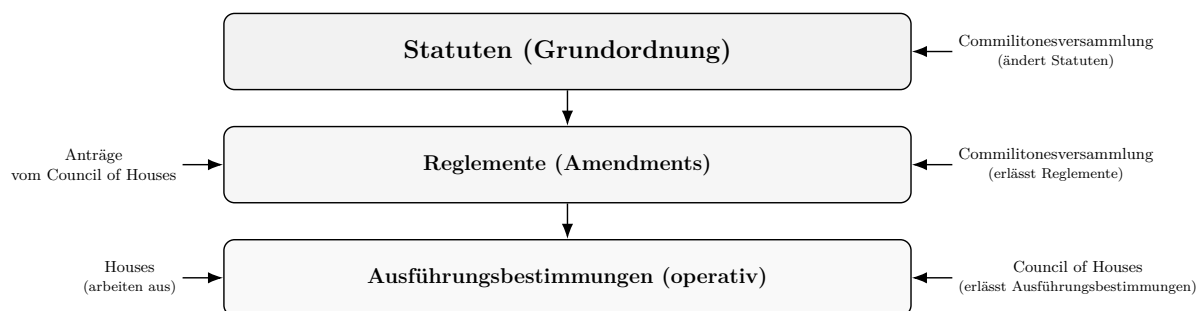 Statuten (Grundordnung)
Commilitonesversammlung
(ändert Statuten)
Anträge
vom Council of Houses
Reglemente (Amendments)
Commilitonesversammlung
(erlässt Reglemente)
Houses
(arbeiten aus)
Ausführungsbestimmungen (operativ)
Council of Houses
(erlässt Ausführungsbestimmungen)